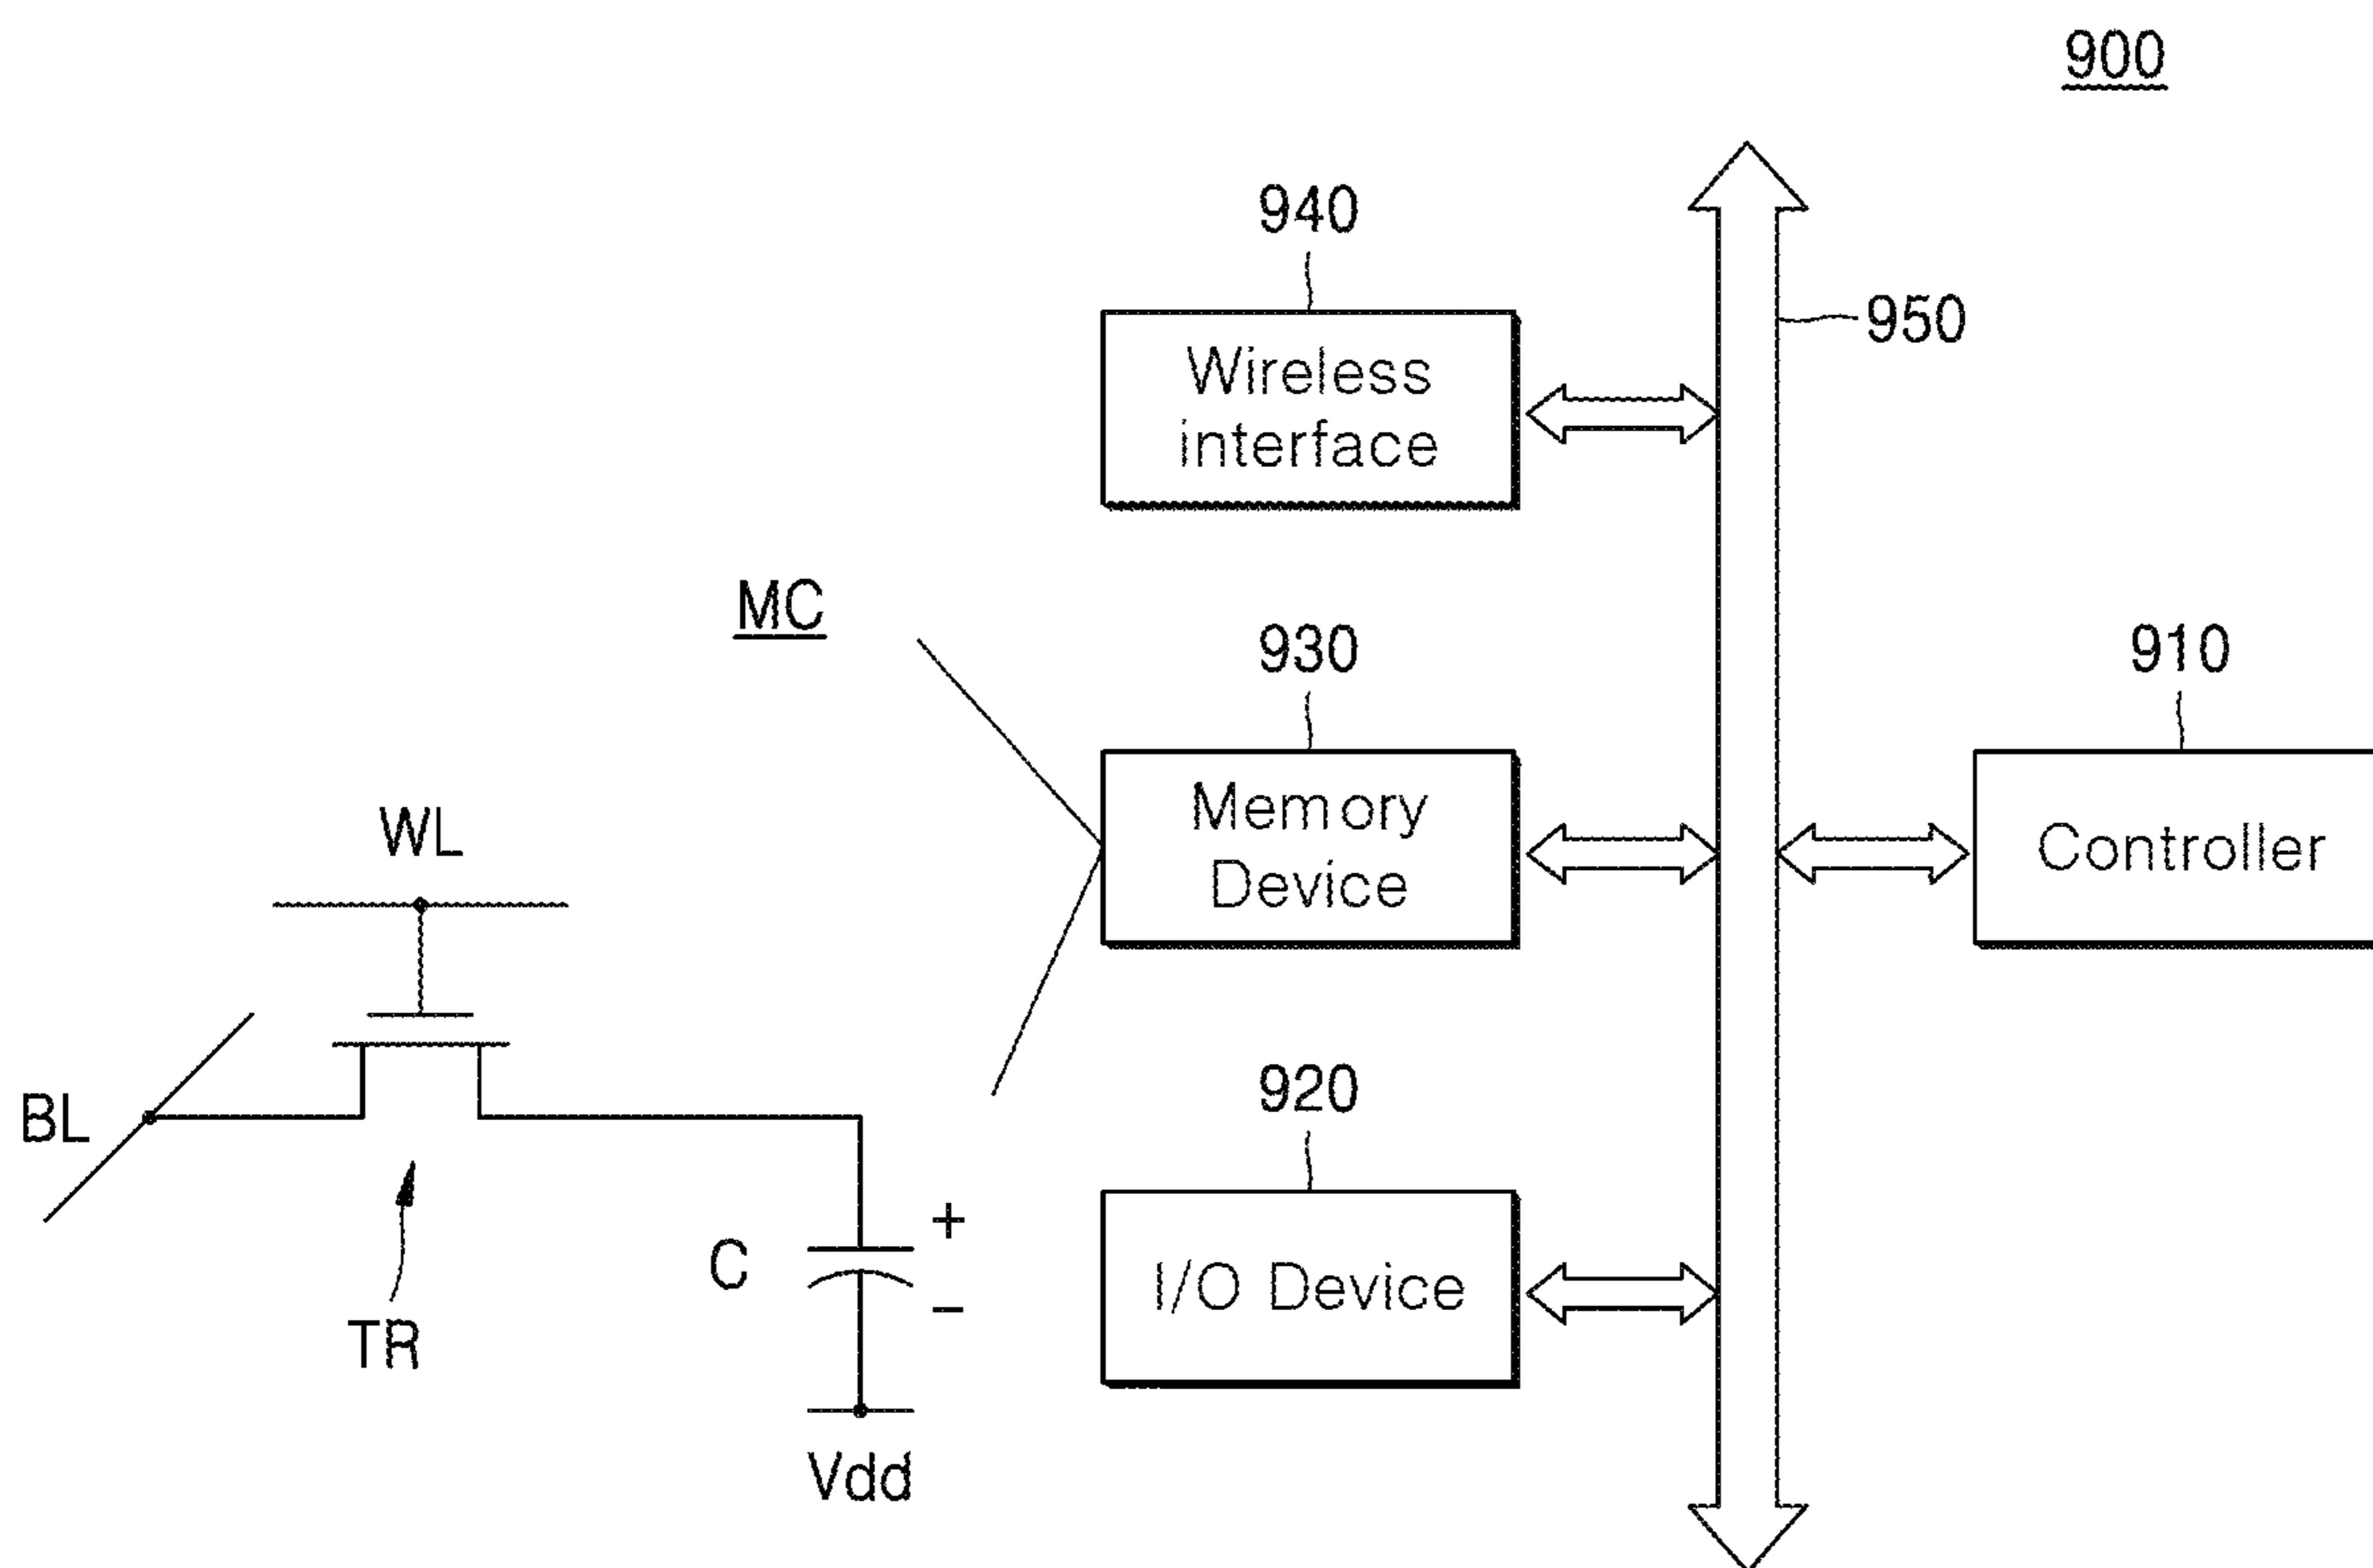 900
940
Wireless
interface
950
MC
930
Memory
Device
910
Controller
WL
BL
TR
C
+
−
Vdd
920
I/O Device